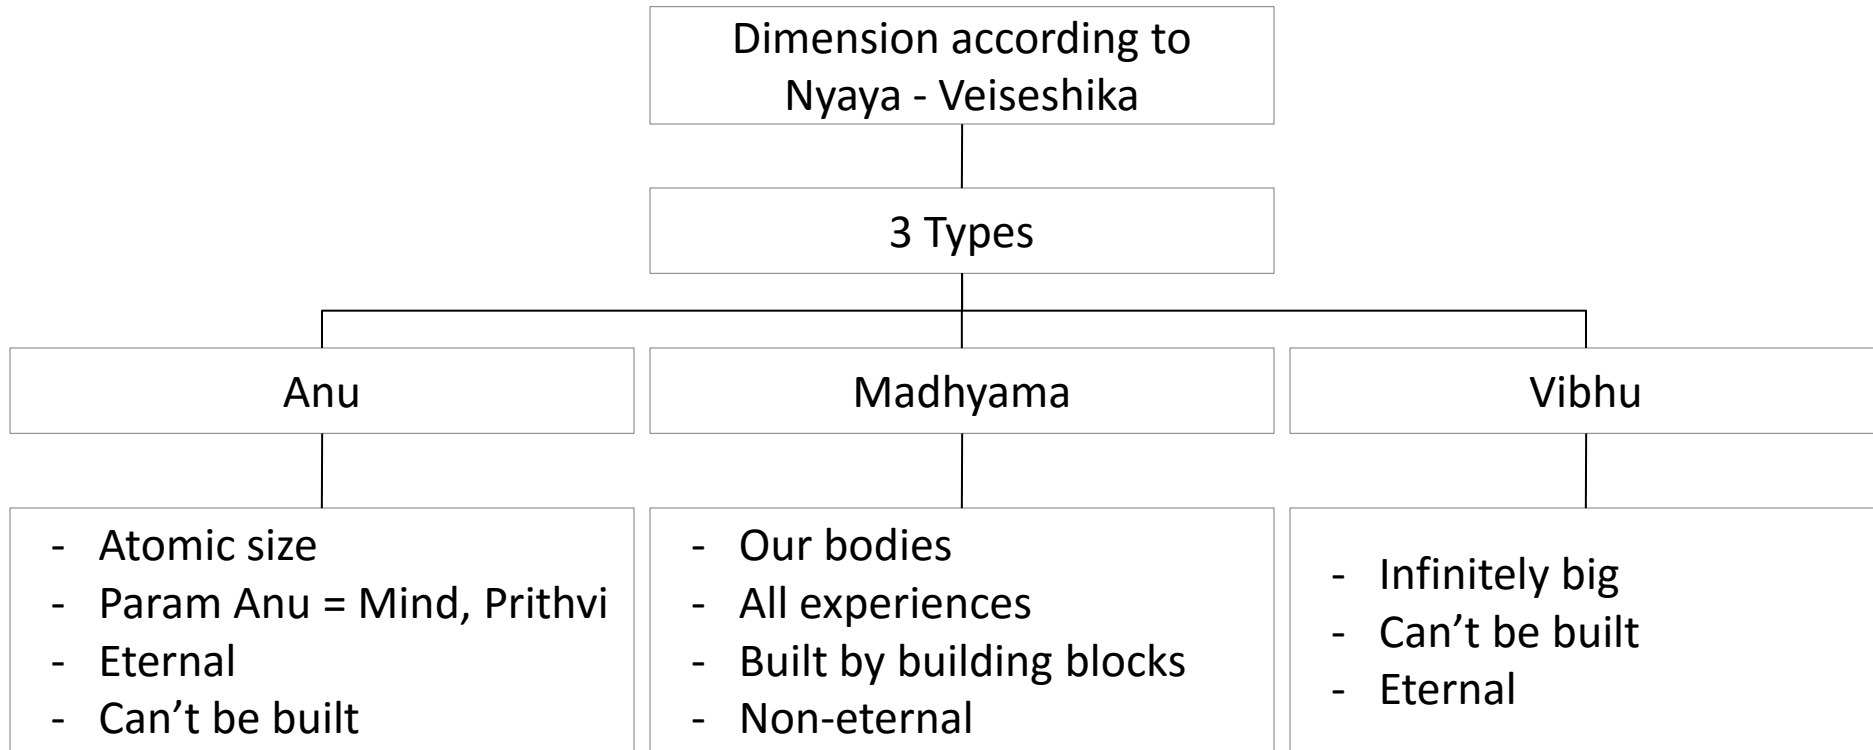 Dimension according to
Nyaya - Veiseshika
3 Types
Anu
Madhyama
Vibhu
- Atomic size
- Param Anu = Mind, Prithvi
- Eternal
- Can’t be built
- Our bodies
- All experiences
- Built by building blocks
- Non-eternal
- Infinitely big
- Can’t be built
- Eternal